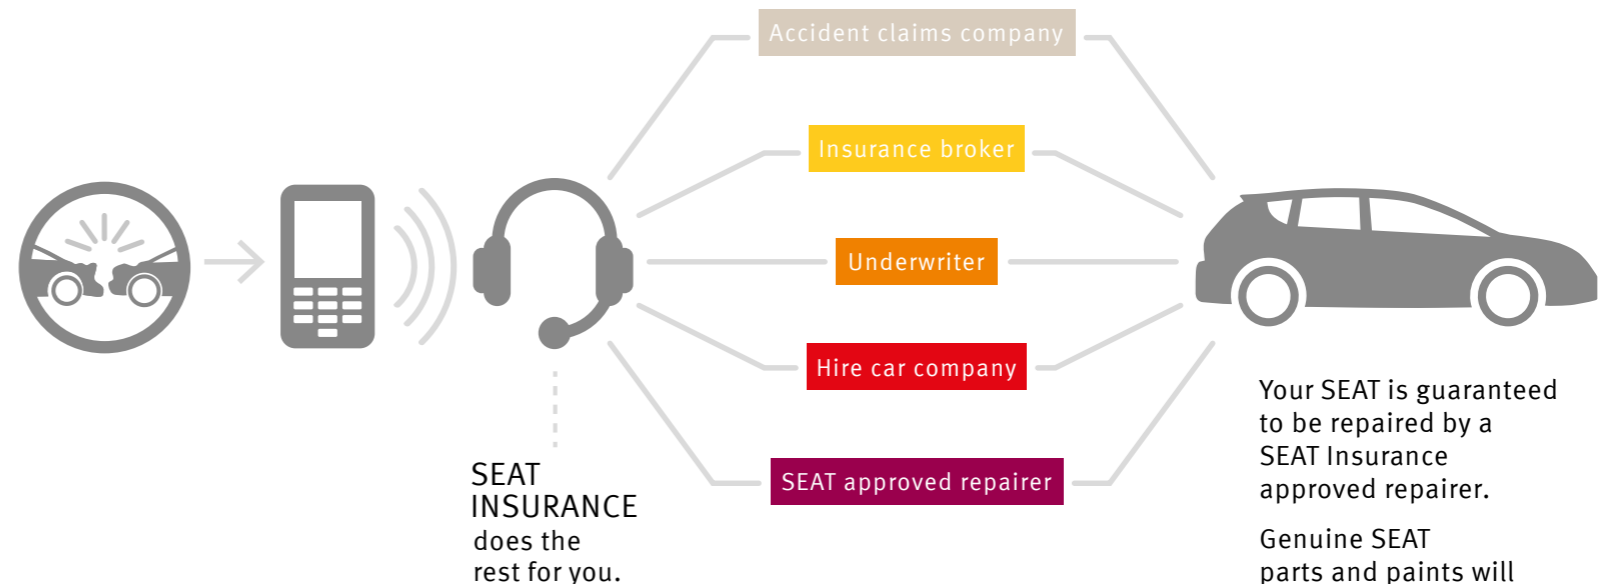 Accident claims company
Insurance broker
Underwriter
Hire car company
SEAT approved repairer
SEAT
INSURANCE
does the
rest for you.
Your SEAT is guaranteed
to be repaired by a
SEAT Insurance
approved repairer.
Genuine SEAT
parts and paints will